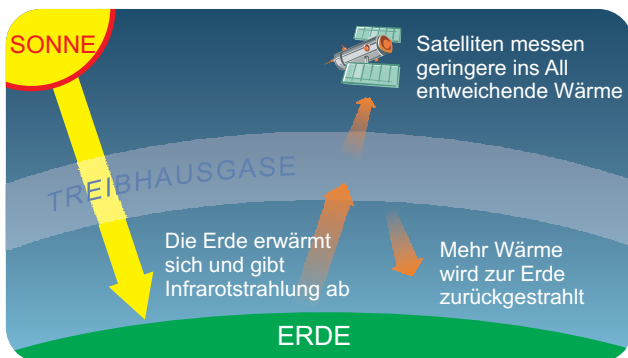 SONNE
Satelliten messen
geringere ins All
entweichende Wärme
TREIBHAUSGASE
Die Erde erwärmt
sich und gibt
Infrarotstrahlung ab
Mehr Wärme
wird zur Erde
zurückgestrahlt
ERDE